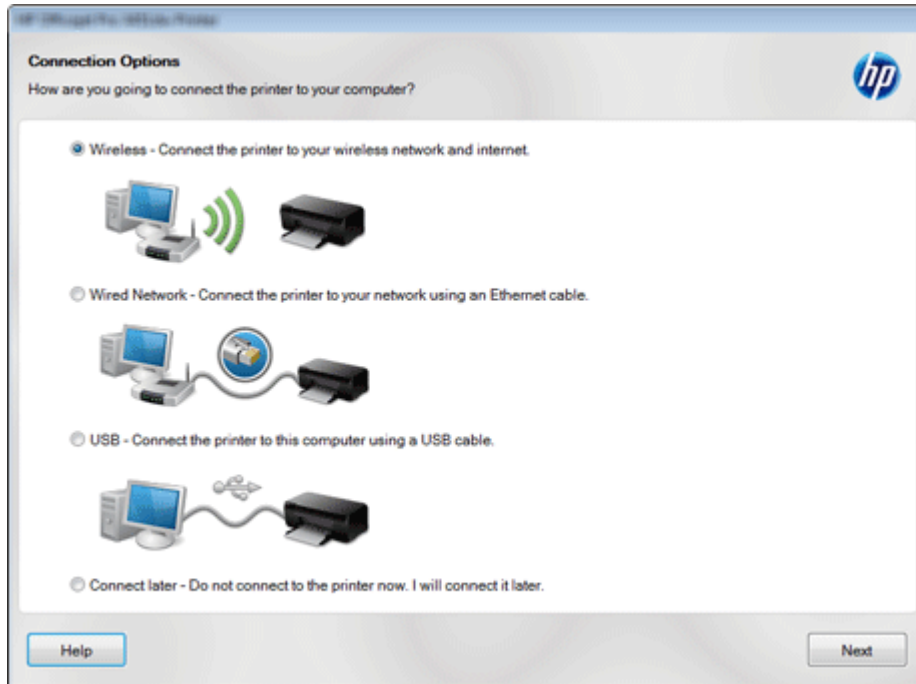 Connection Options
How are you going to connect the printer to your computer?
hp
Wireless - Connect the printer to your wireless network and internet.
Wired Network - Connect the printer to your network using an Ethernet cable.
USB - Connect the printer to this computer using a USB cable.
Connect later - Do not connect to the printer now. I will connect it later.
Help
Next